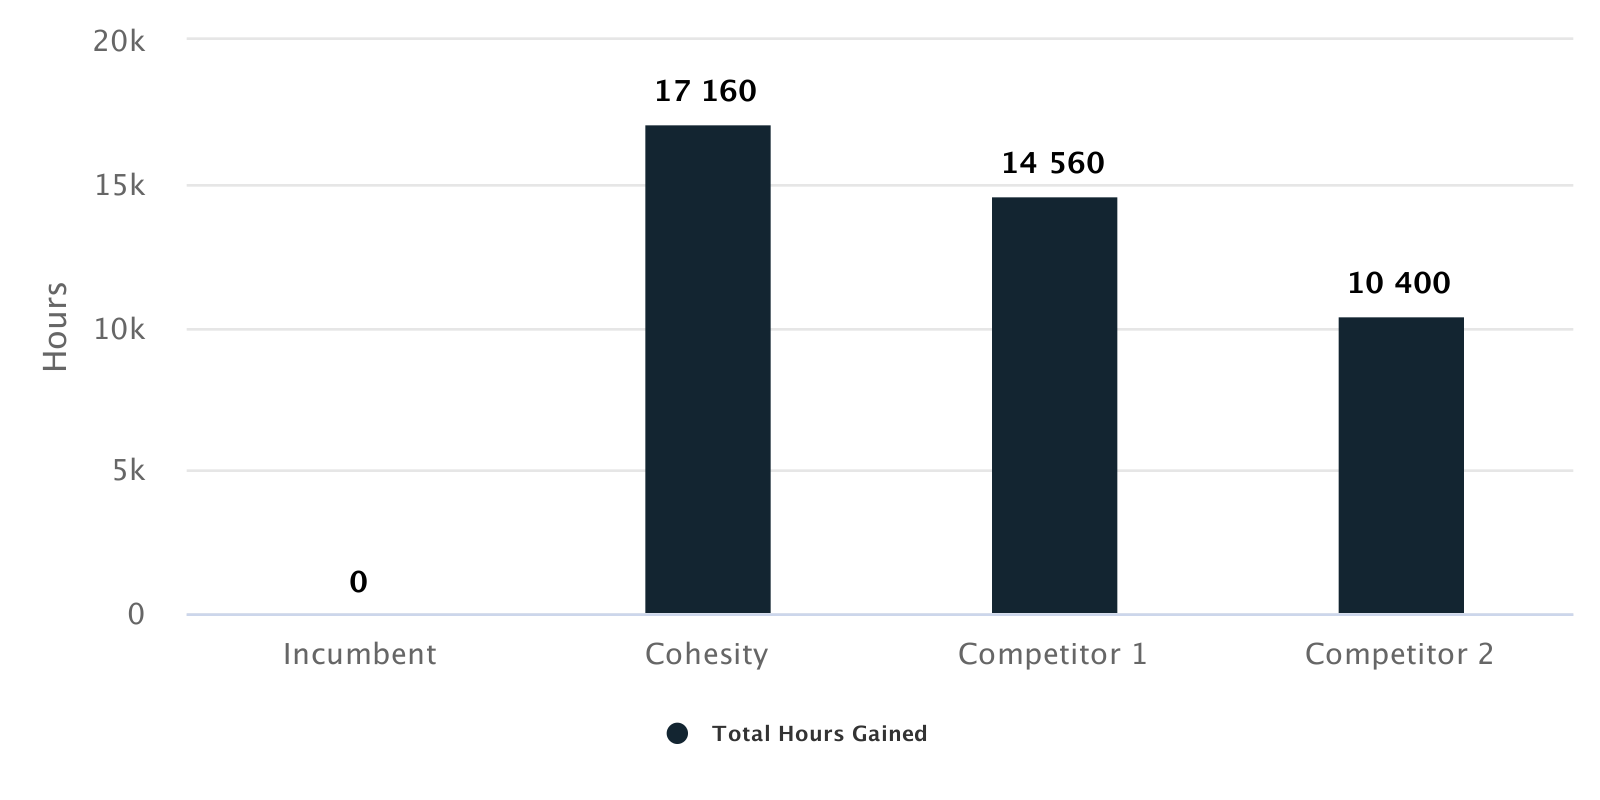 20k
17 160
14 560
15k
10 400
Hours
10k
5k
0
0
Incumbent
Cohesity
Competitor 1
Competitor 2
Total Hours Gained